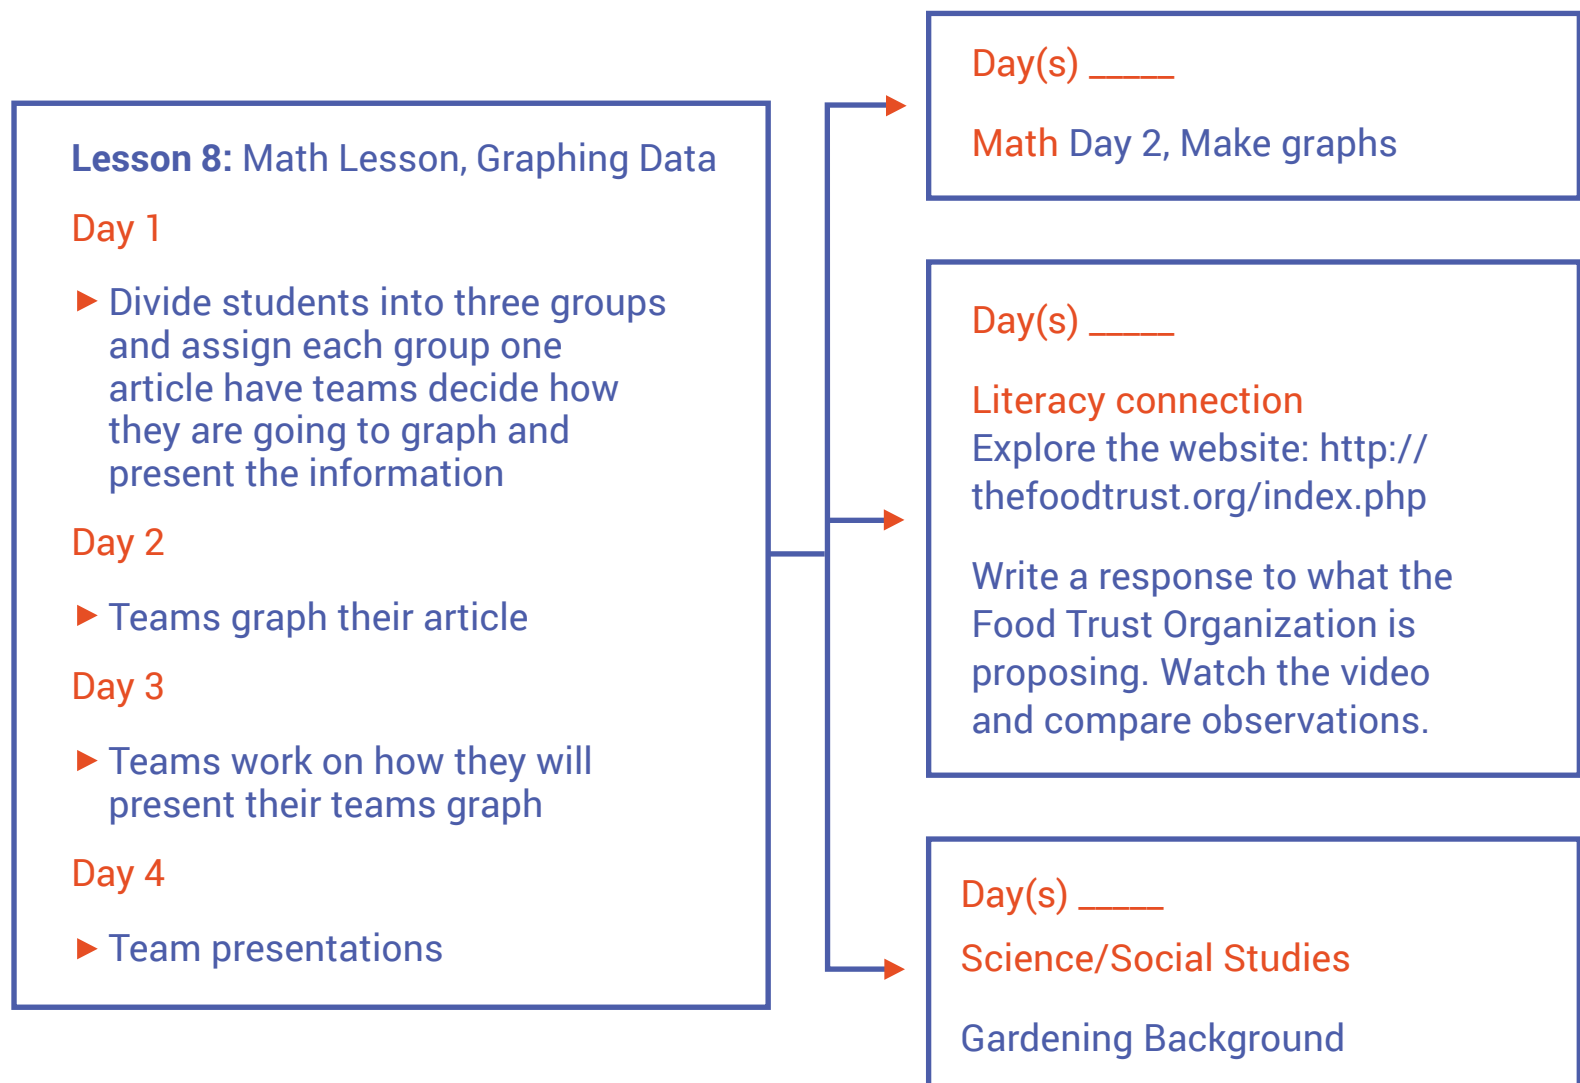 Lesson 8: Math Lesson, Graphing Data
Day 1
Divide students into three groups
and assign each group one
article have teams decide how
they are going to graph and
present the information
Day 2
Teams graph their article
Day 3
Teams work on how they will
present their teams graph
Day 4
Team presentations
Day(s) _____
Math Day 2, Make graphs
Day(s) _____
Literacy connection
Explore the website: http://
thefoodtrust.org/index.php
Write a response to what the
Food Trust Organization is
proposing. Watch the video
and compare observations.
Day(s) _____
Science/Social Studies
Gardening Background